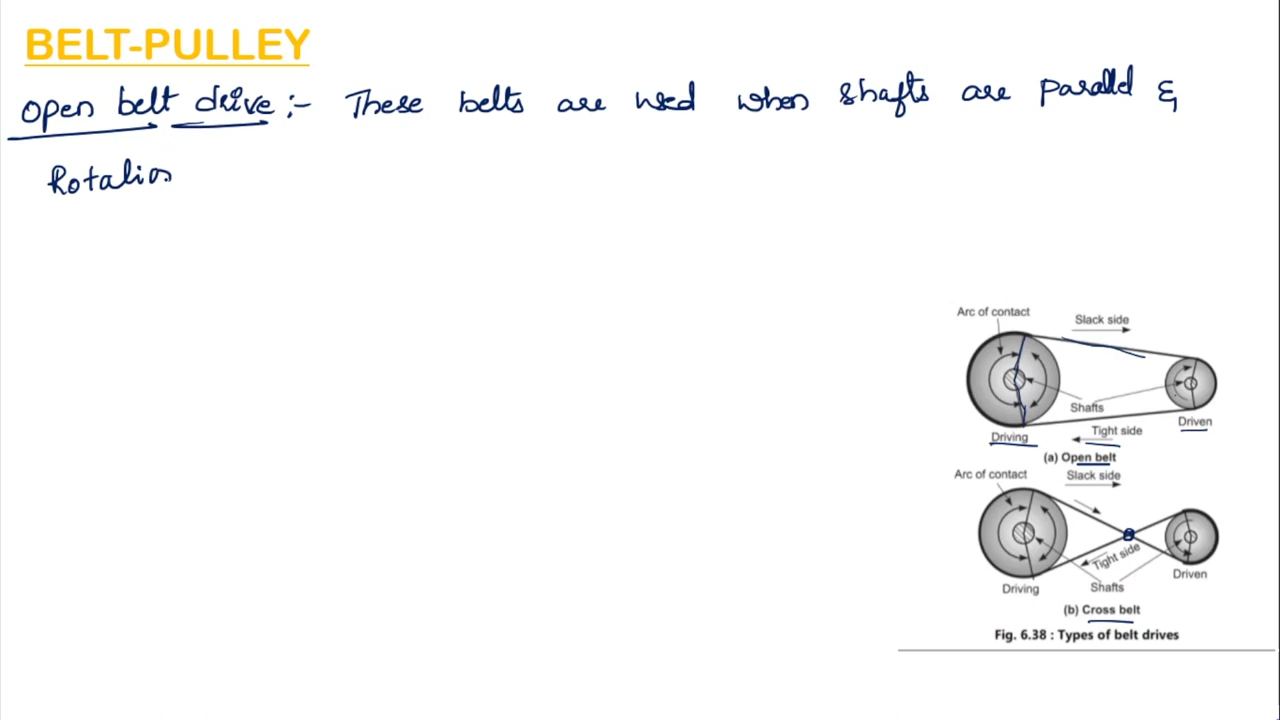 BELT-PULLEY
Open belt drive :- These belts are used when shafts are parallel &
Rotation
Arc of contact
Slack side
Shafts
Driven
Tight side
Driving
(a) Open belt
Arc of contact
Slack side
Tight side
Driven
Driving
Shafts
(b) Cross belt
Fig. 6.38 : Types of belt drives